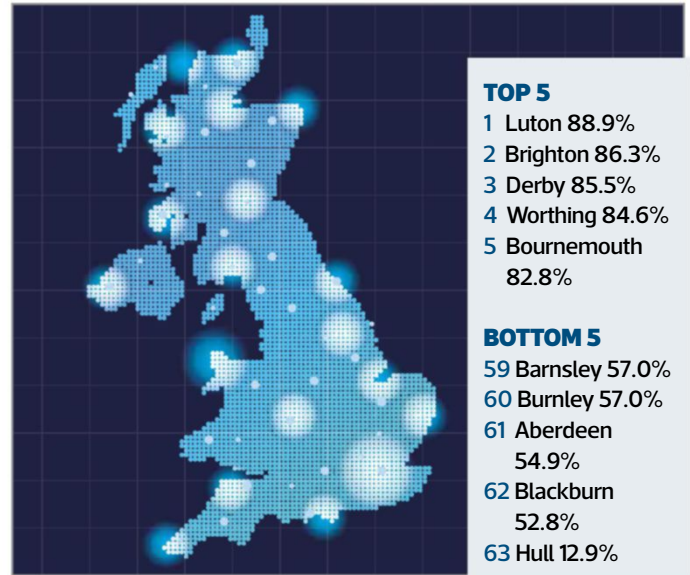 TOP 5
1 Luton 88.9%
2 Brighton 86.3%
3 Derby 85.5%
4 Worthing 84.6%
5 Bournemouth
82.8%
BOTTOM 5
59 Barnsley 57.0%
60 Burnley 57.0%
61 Aberdeen
54.9%
62 Blackburn
52.8%
63 Hull 12.9%